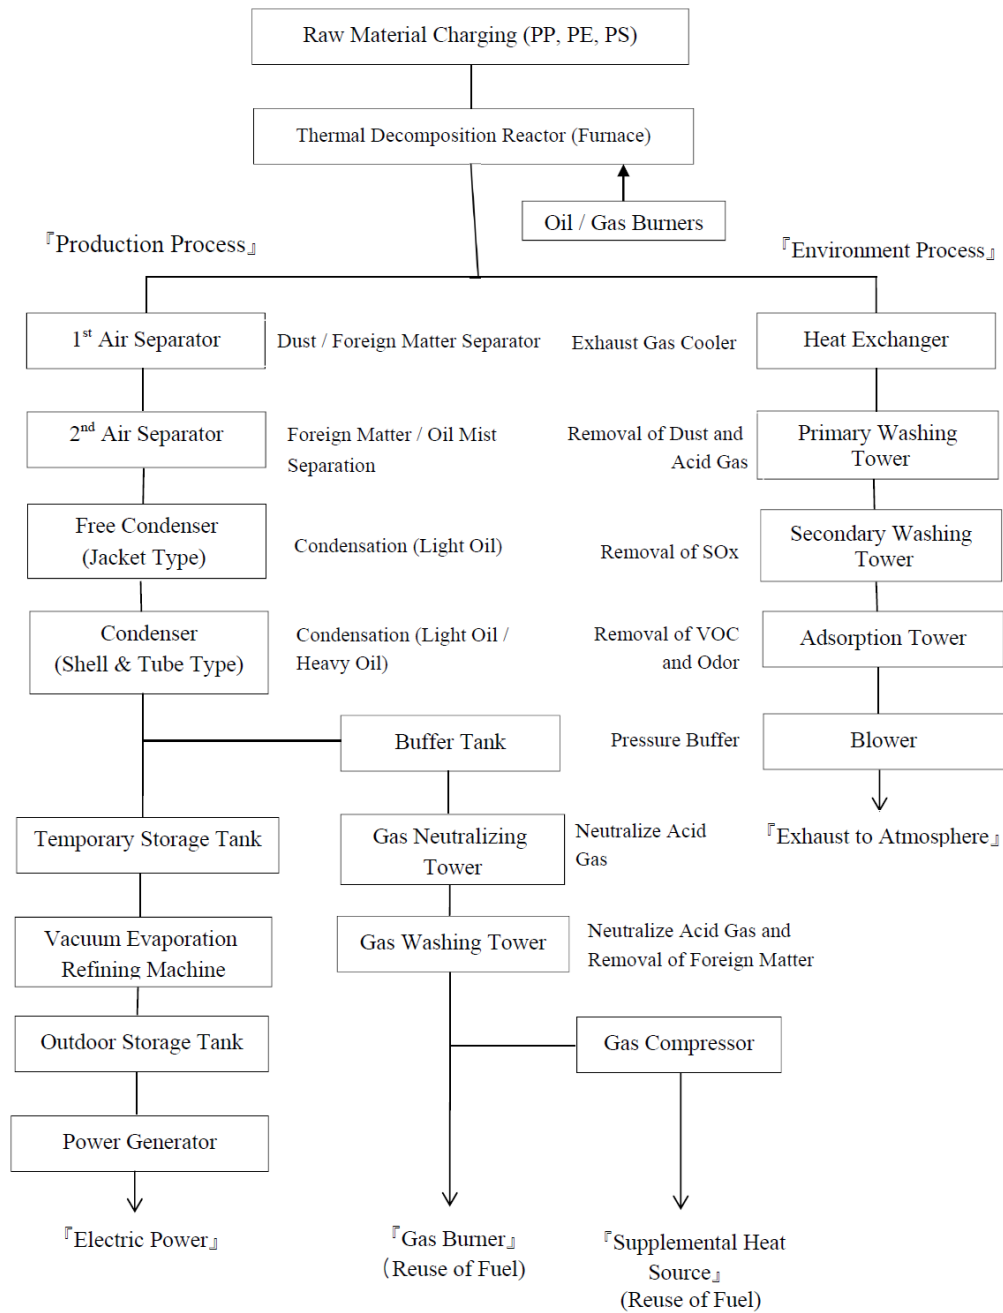 Raw Material Charging (PP, PE, PS)
Thermal Decomposition Reactor (Furnace)
Oil / Gas Burners
『Production Process』
『Environment Process』
1st Air Separator
Dust / Foreign Matter Separator
Exhaust Gas Cooler
Heat Exchanger
2nd Air Separator
Foreign Matter / Oil Mist
Separation
Removal of Dust and
Acid Gas
Primary Washing
Tower
Free Condenser
(Jacket Type)
Condensation (Light Oil)
Removal of SOx
Secondary Washing
Tower
Condenser
(Shell & Tube Type)
Condensation (Light Oil /
Heavy Oil)
Removal of VOC
and Odor
Adsorption Tower
Buffer Tank
Pressure Buffer
Blower
Temporary Storage Tank
Gas Neutralizing
Tower
Neutralize Acid
Gas
『Exhaust to Atmosphere』
Vacuum Evaporation
Refining Machine
Gas Washing Tower
Neutralize Acid Gas and
Removal of Foreign Matter
Outdoor Storage Tank
Gas Compressor
Power Generator
『Electric Power』
『Gas Burner』
（Reuse of Fuel)
『Supplemental Heat
Source』
(Reuse of Fuel)